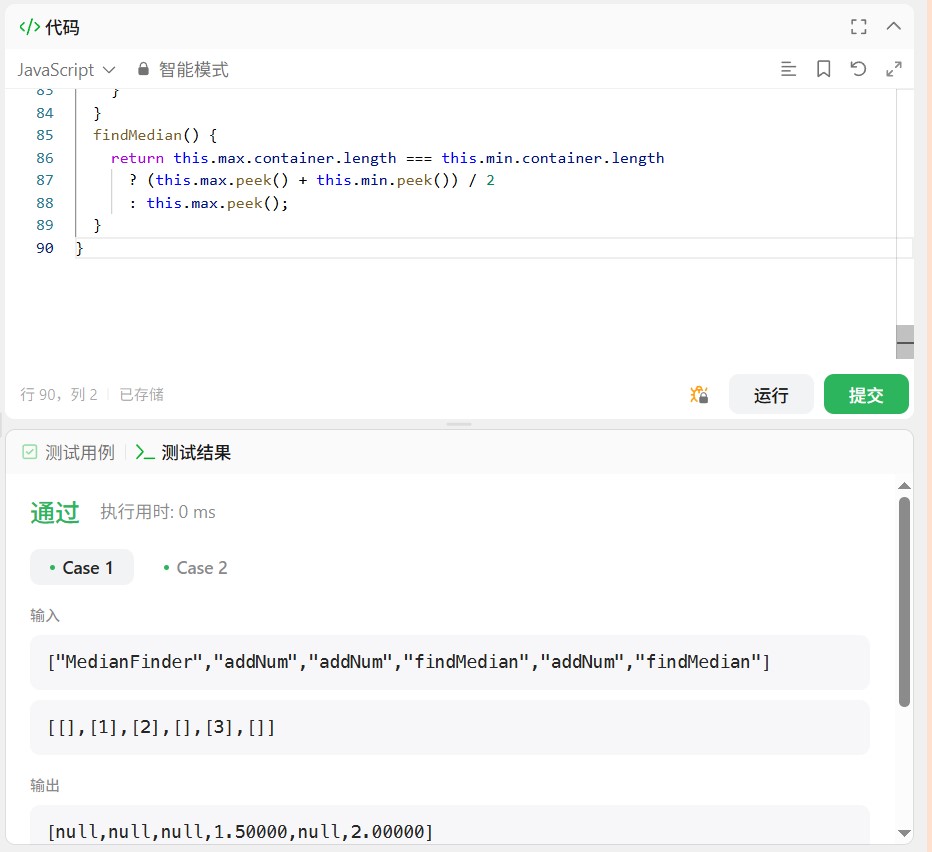 </> 代码
JavaScript 智能模式
83 }
84 }
85 findMedian() {
86 return this.max.container.length === this.min.container.length
87 ? (this.max.peek() + this.min.peek()) / 2
88 : this.max.peek();
89 }
90 }
行 90，列 2 已存储
运行 提交
测试用例 测试结果
通过 执行用时: 0 ms
• Case 1 • Case 2
输入
["MedianFinder","addNum","addNum","findMedian","addNum","findMedian"]
[[],[1],[2],[],[3],[]]
输出
[null,null,null,1.50000,null,2.00000]